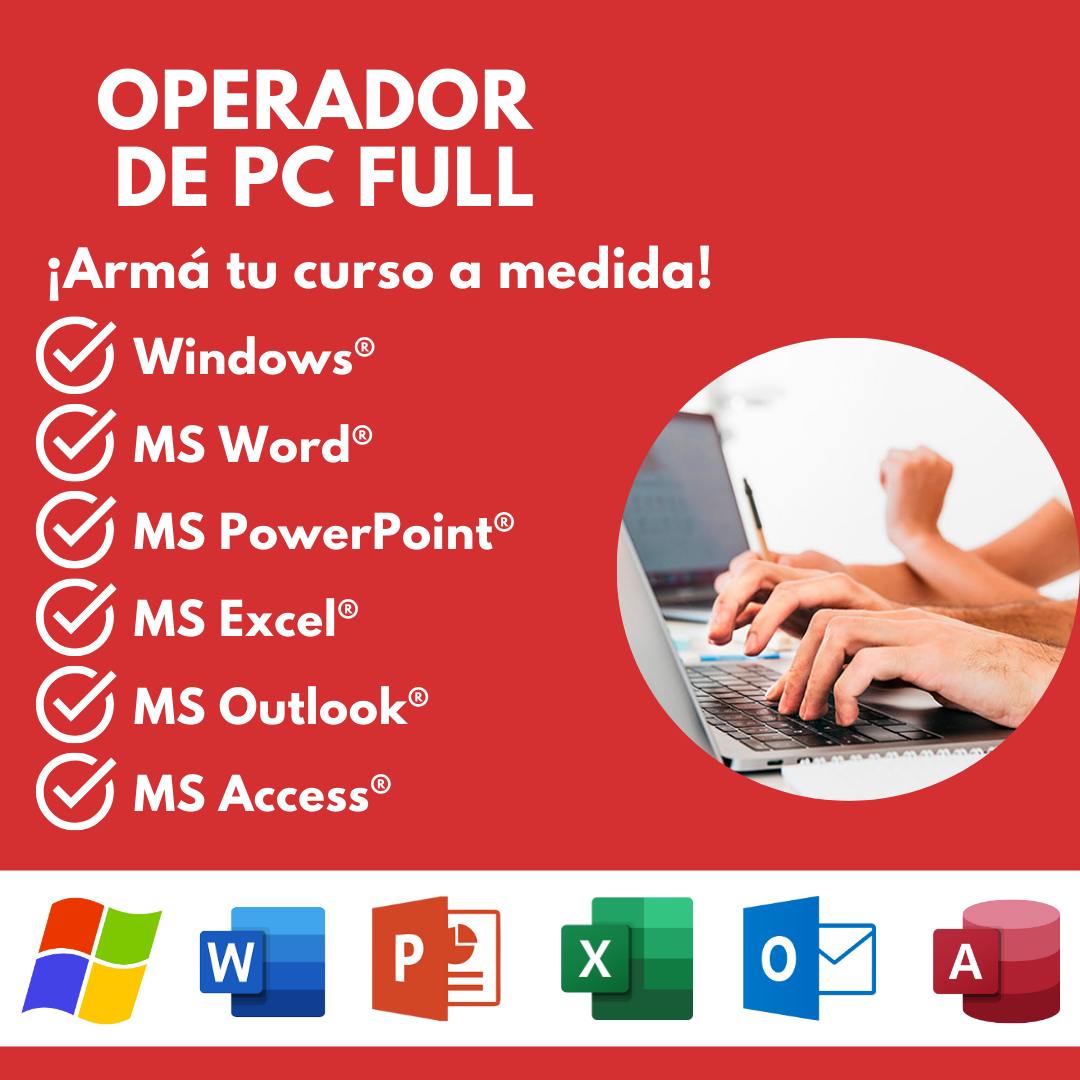 OPERADOR
DE PC FULL
¡Armá tu curso a medida!
Windows®
MS Word®
MS PowerPoint®
MS Excel®
MS Outlook®
MS Access®
W
P
X
O
A